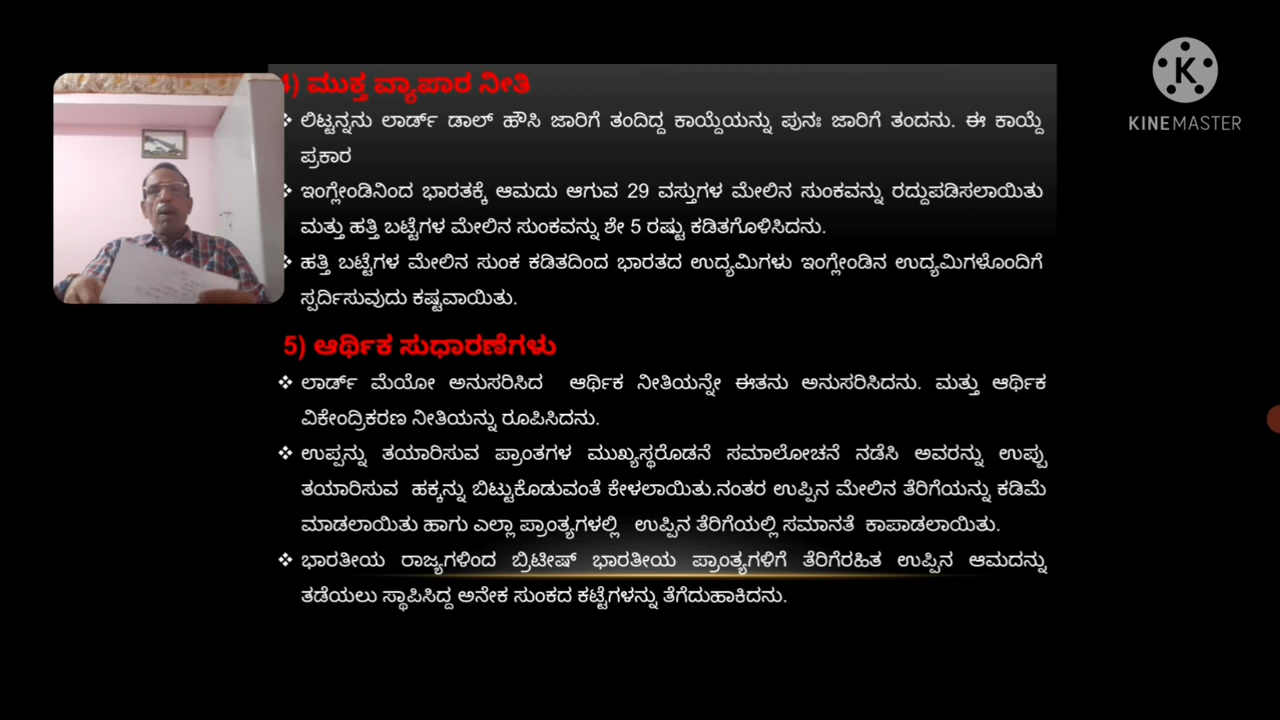 4) ಮುಕ್ತ ವ್ಯಾಪಾರ ನೀತಿ
ಲಿಟ್ಟನ್ನನು ಲಾರ್ಡ್ ಡಾಲ್ ಹೌಸಿ ಜಾರಿಗೆ ತಂದಿದ್ದ ಕಾಯ್ದೆಯನ್ನು ಪುನಃ ಜಾರಿಗೆ ತಂದನು. ಈ ಕಾಯ್ದೆ
ಪ್ರಕಾರ
ಇಂಗ್ಲೇಂಡಿನಿಂದ ಭಾರತಕ್ಕೆ ಆಮದು ಆಗುವ 29 ವಸ್ತುಗಳ ಮೇಲಿನ ಸುಂಕವನ್ನು ರದ್ದುಪಡಿಸಲಾಯಿತು
ಮತ್ತು ಹತ್ತಿ ಬಟ್ಟೆಗಳ ಮೇಲಿನ ಸುಂಕವನ್ನು ಶೇ 5 ರಷ್ಟು ಕಡಿತಗೊಳಿಸಿದನು.
ಹತ್ತಿ ಬಟ್ಟೆಗಳ ಮೇಲಿನ ಸುಂಕ ಕಡಿತದಿಂದ ಭಾರತದ ಉದ್ಯಮಿಗಳು ಇಂಗ್ಲೇಂಡಿನ ಉದ್ಯಮಿಗಳೊಂದಿಗೆ
ಸ್ಪರ್ದಿಸುವುದು ಕಷ್ಟವಾಯಿತು.
5) ಆರ್ಥಿಕ ಸುಧಾರಣೆಗಳು
❖ ಲಾರ್ಡ್ ಮೆಯೋ ಅನುಸರಿಸಿದ ಆರ್ಥಿಕ ನೀತಿಯನ್ನೇ ಈತನು ಅನುಸರಿಸಿದನು. ಮತ್ತು ಆರ್ಥಿಕ
ವಿಕೇಂದ್ರಿಕರಣ ನೀತಿಯನ್ನು ರೂಪಿಸಿದನು.
❖ ಉಪ್ಪನ್ನು ತಯಾರಿಸುವ ಪ್ರಾಂತಗಳ ಮುಖ್ಯಸ್ಥರೊಡನೆ ಸಮಾಲೋಚನೆ ನಡೆಸಿ ಅವರನ್ನು ಉಪ್ಪು
ತಯಾರಿಸುವ ಹಕ್ಕನ್ನು ಬಿಟ್ಟುಕೊಡುವಂತೆ ಕೇಳಲಾಯಿತು.ನಂತರ ಉಪ್ಪಿನ ಮೇಲಿನ ತೆರಿಗೆಯನ್ನು ಕಡಿಮೆ
ಮಾಡಲಾಯಿತು ಹಾಗು ಎಲ್ಲಾ ಪ್ರಾಂತ್ಯಗಳಲ್ಲಿ ಉಪ್ಪಿನ ತೆರಿಗೆಯಲ್ಲಿ ಸಮಾನತೆ ಕಾಪಾಡಲಾಯಿತು.
❖ ಭಾರತೀಯ ರಾಜ್ಯಗಳಿಂದ ಬ್ರಿಟೀಷ್ ಭಾರತೀಯ ಪ್ರಾಂತ್ಯಗಳಿಗೆ ತೆರಿಗೆರಹಿತ ಉಪ್ಪಿನ ಆಮದನ್ನು
ತಡೆಯಲು ಸ್ಥಾಪಿಸಿದ್ದ ಅನೇಕ ಸುಂಕದ ಕಟ್ಟೆಗಳನ್ನು ತೆಗೆದುಹಾಕಿದನು.
K
KINEMASTER